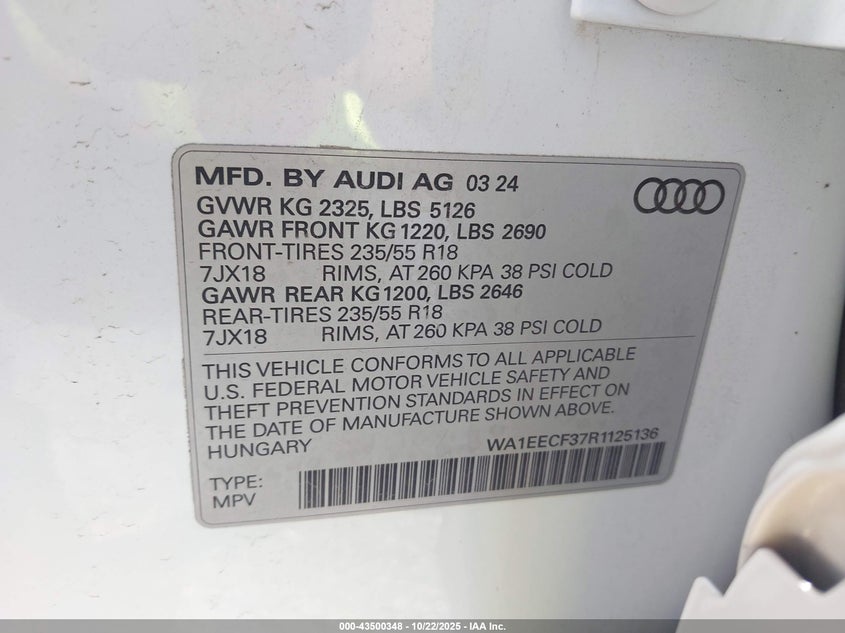 MFD. BY AUDI AG 03 24
GVWR KG 2325, LBS 5126
GAWR FRONT KG 1220, LBS 2690
FRONT-TIRES 235/55 R18
7JX18 RIMS, AT 260 KPA 38 PSI COLD
GAWR REAR KG 1200, LBS 2646
REAR-TIRES 235/55 R18
7JX18 RIMS, AT 260 KPA 38 PSI COLD
THIS VEHICLE CONFORMS TO ALL APPLICABLE
U.S. FEDERAL MOTOR VEHICLE SAFETY AND
THEFT PREVENTION STANDARDS IN EFFECT ON
THE DATE OF MANUFACTURE SHOWN ABOVE.
HUNGARY WA1EECF37R1125136
TYPE:
MPV
000-43500348 - 10/22/2025 - IAA Inc.